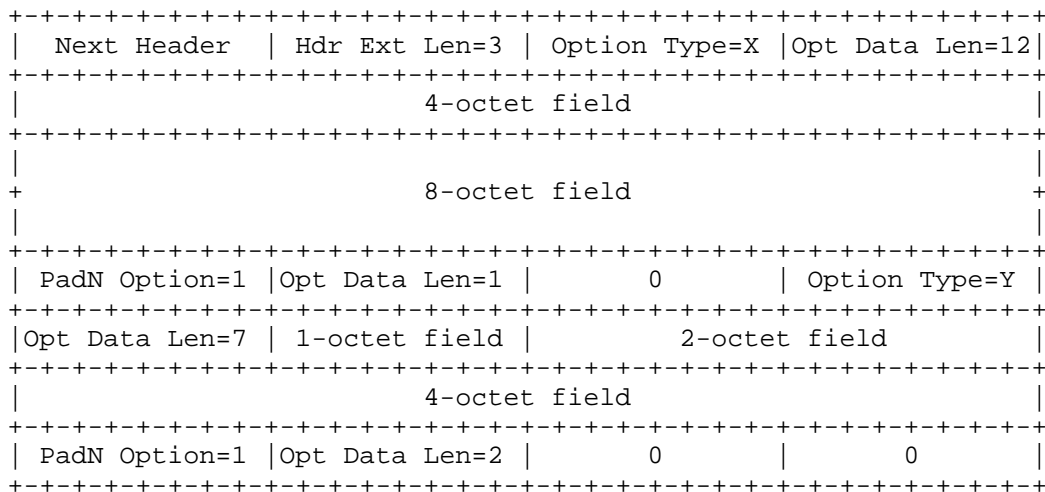 Next Header | Hdr Ext Len=3 | Option Type=X |Opt Data Len=12
4-octet field
8-octet field
PadN Option=1 |Opt Data Len=1 | 0 | Option Type=Y
Opt Data Len=7 | 1-octet field | 2-octet field
4-octet field
PadN Option=1 |Opt Data Len=2 | 0 | 0